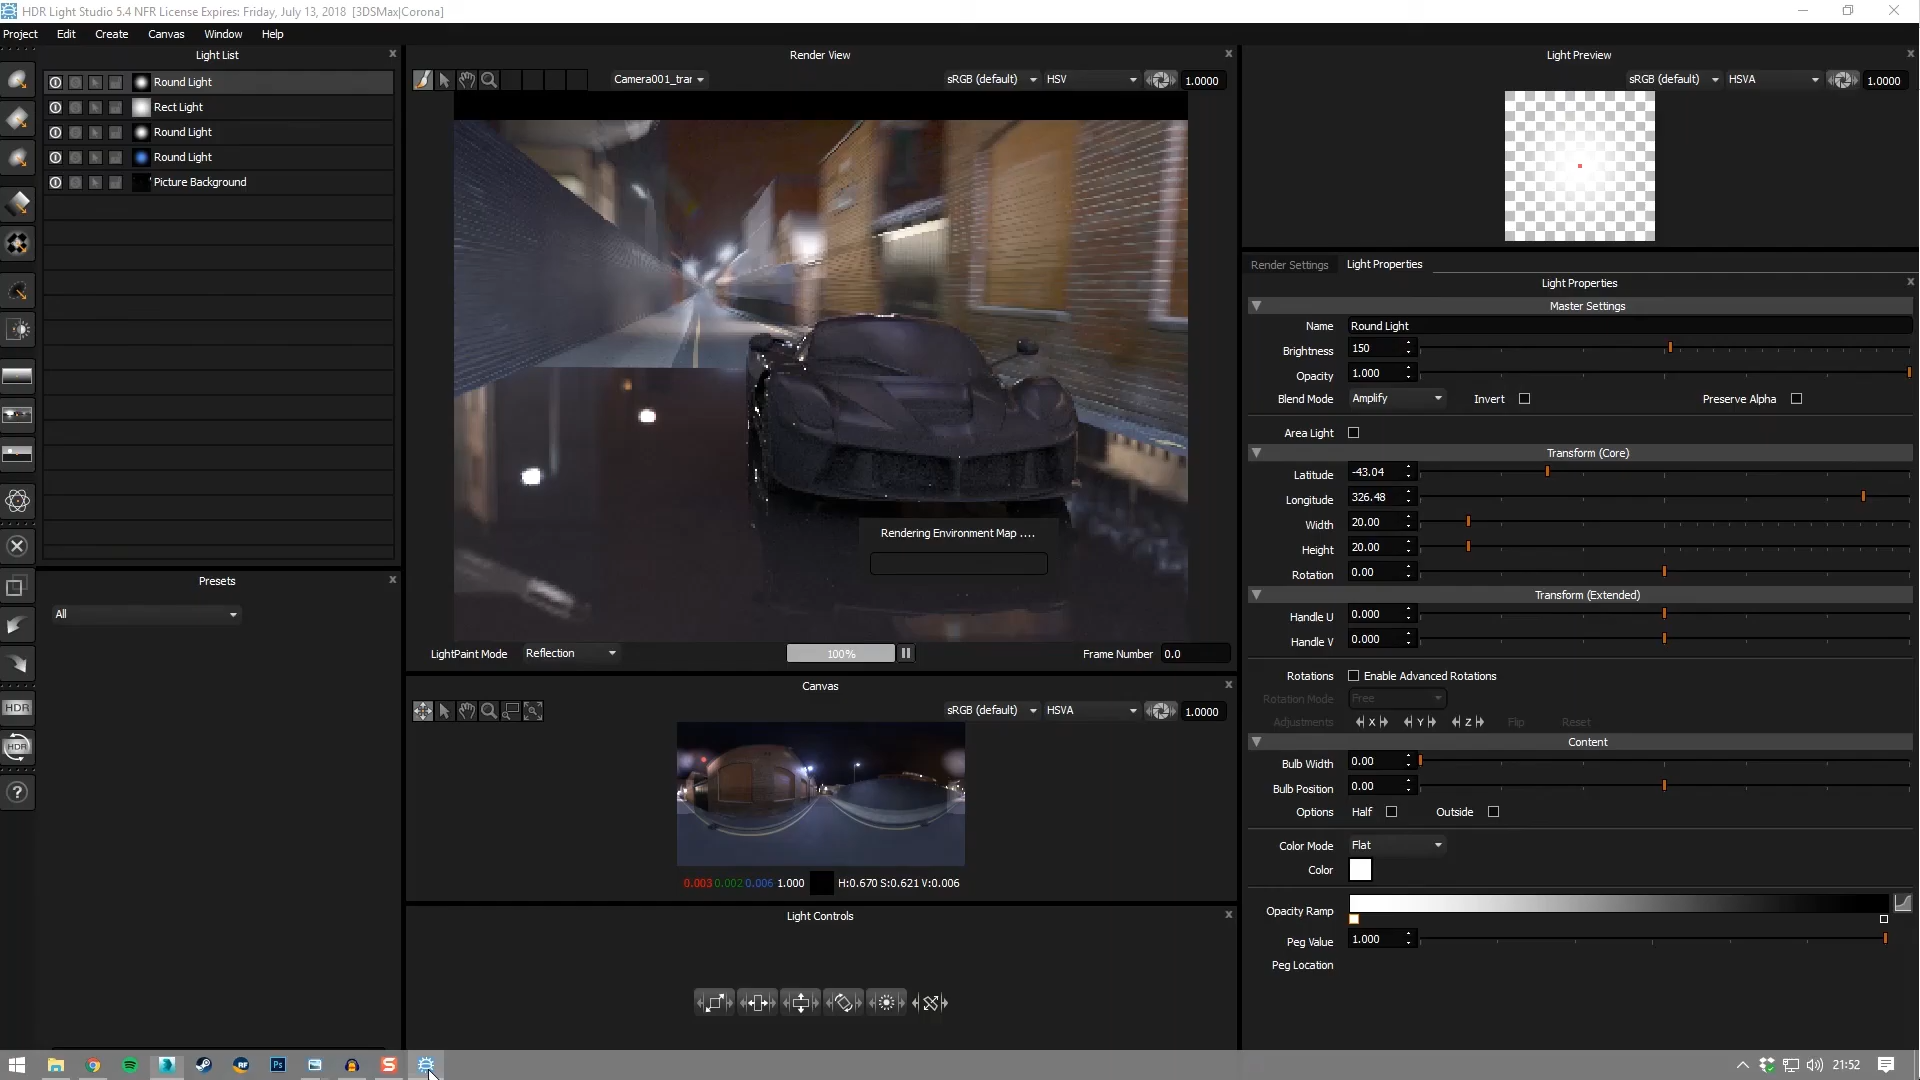 HDR Light Studio 5.4 NFR License Expires: Friday, July 13, 2018 [3DSMax|Corona]
Project Edit Create Canvas Window Help
Light List
Round Light
Rect Light
Round Light
Round Light
Picture Background
Presets
All
Render View
Camera001_trar sRGB (default) HSV 1.0000
Rendering Environment Map ....
LightPaint Mode Reflection 100% Frame Number 0.0
Canvas
sRGB (default) HSVA 1.0000
0.003 0.002 0.006 1.000 H:0.670 S:0.621 V:0.006
Light Controls
Light Preview
sRGB (default) HSVA 1.0000
Render Settings Light Properties
Light Properties
Master Settings
Name Round Light
Brightness 150
Opacity 1.000
Blend Mode Amplify Invert Preserve Alpha
Area Light
Transform (Core)
Latitude -43.04
Longitude 326.48
Width 20.00
Height 20.00
Rotation 0.00
Transform (Extended)
Handle U 0.000
Handle V 0.000
Rotations Enable Advanced Rotations
Rotation Mode Free
Adjustments X Y Z Flip Reset
Content
Bulb Width 0.00
Bulb Position 0.00
Options Half Outside
Color Mode Flat
Color
Opacity Ramp
Peg Value 1.000
Peg Location
HDR
HDR
?
RF Ps S 21:52